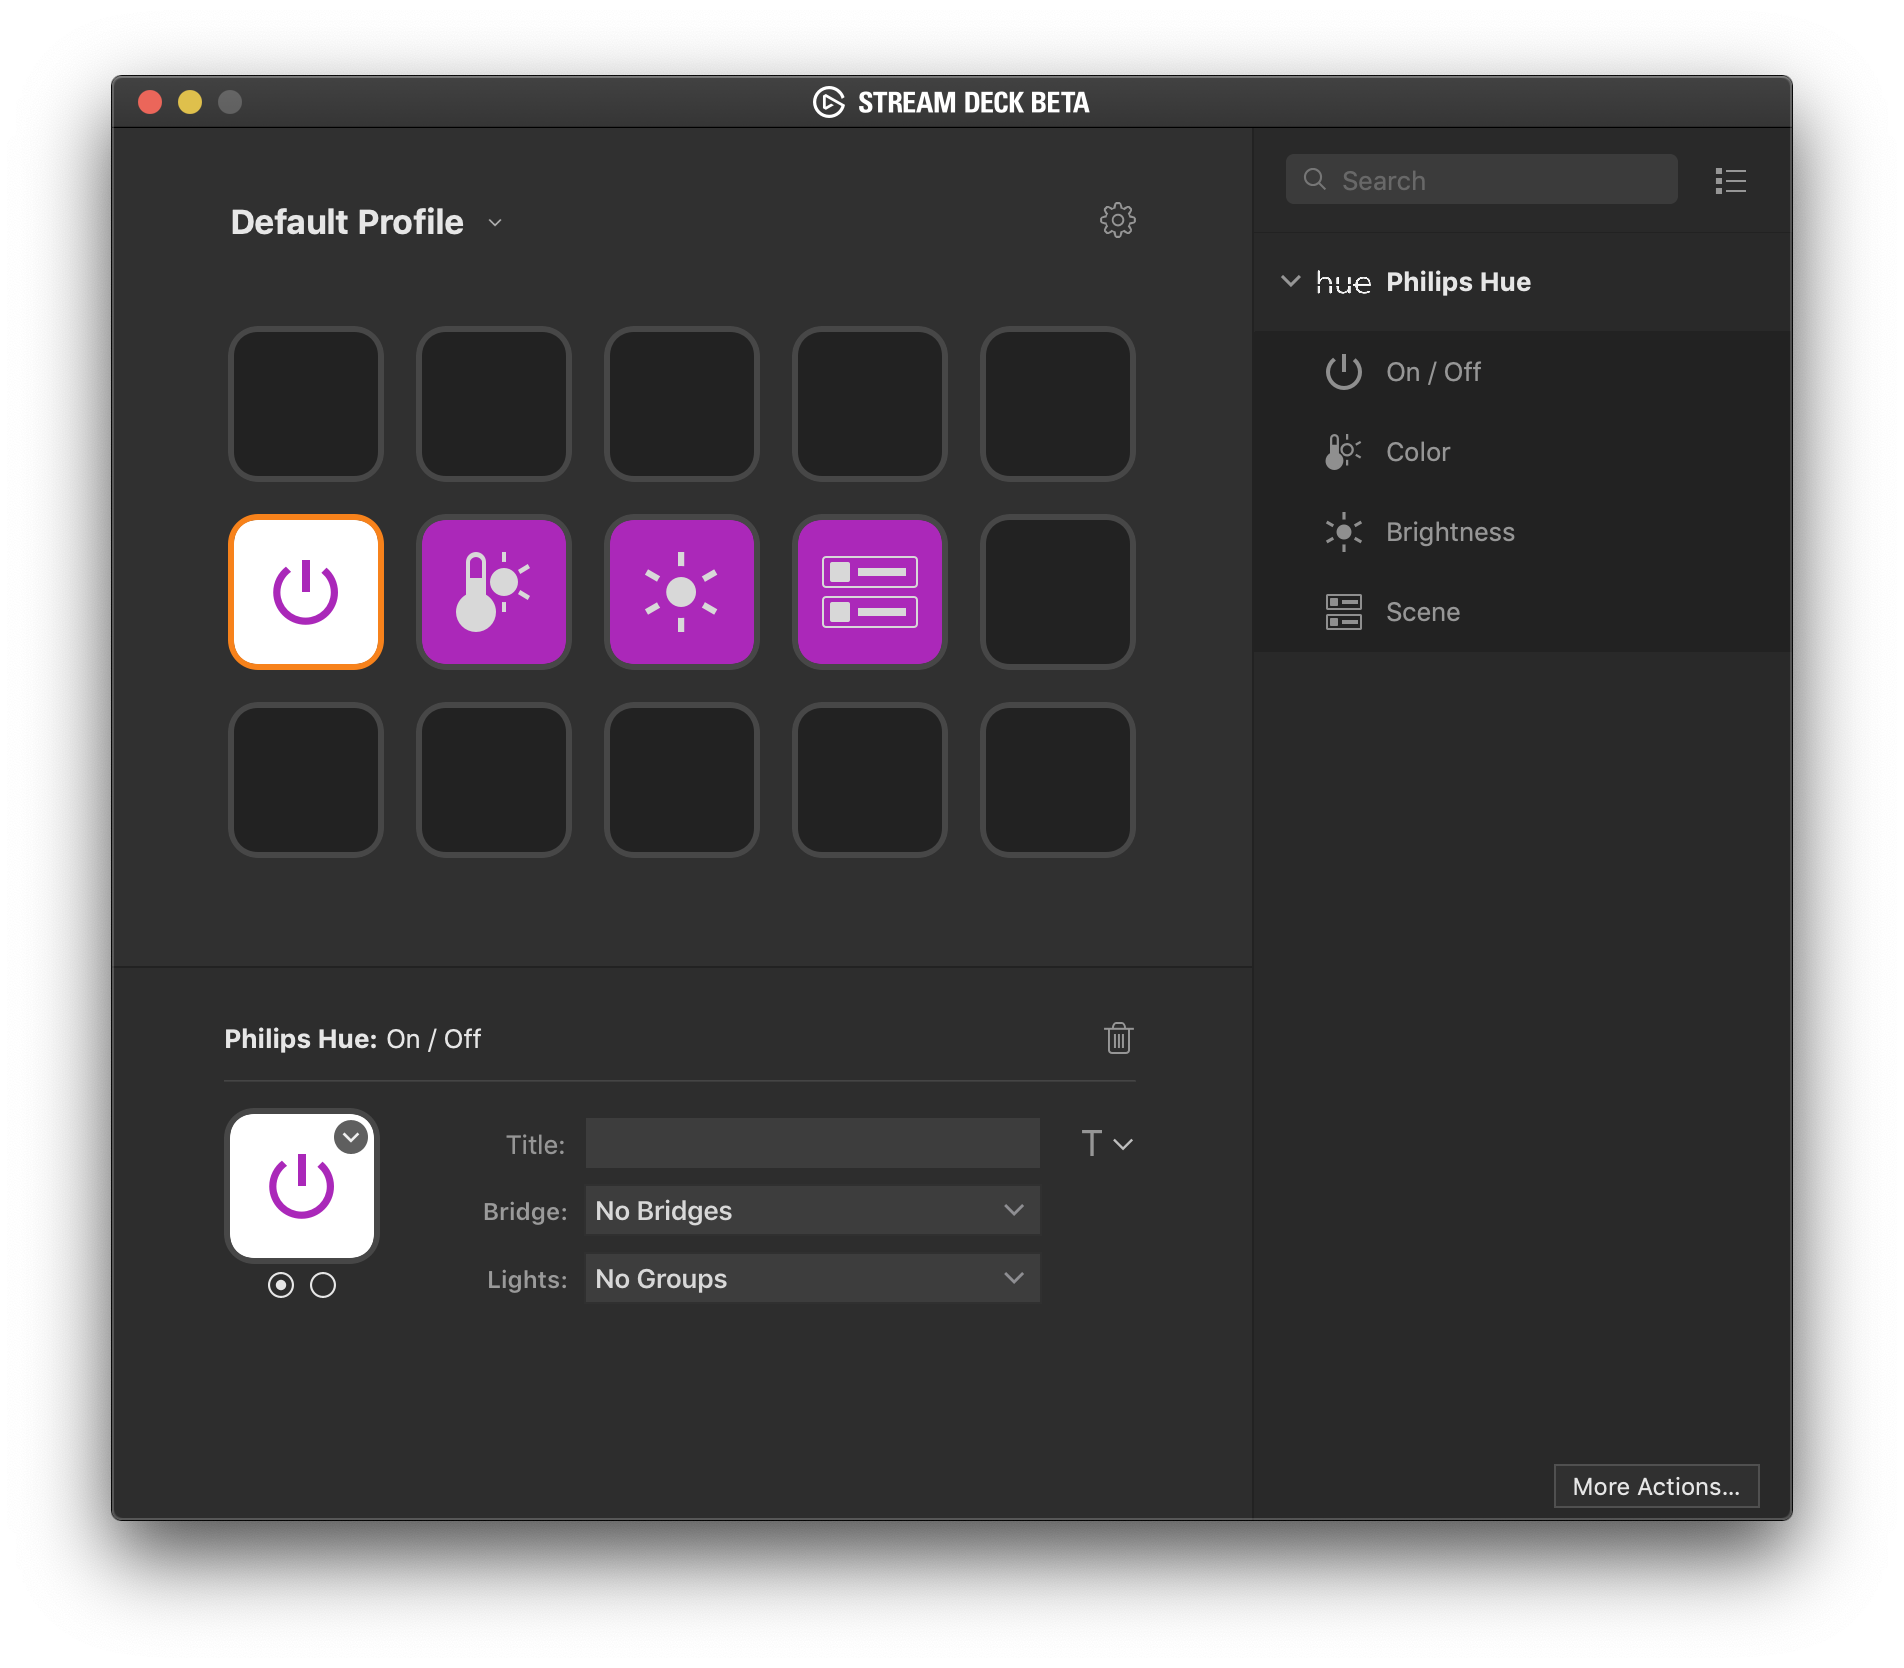 STREAM DECK BETA
Default Profile
Search
hue Philips Hue
On / Off
Color
Brightness
Scene
Philips Hue: On / Off
Title:
T
Bridge: No Bridges
Lights: No Groups
More Actions...